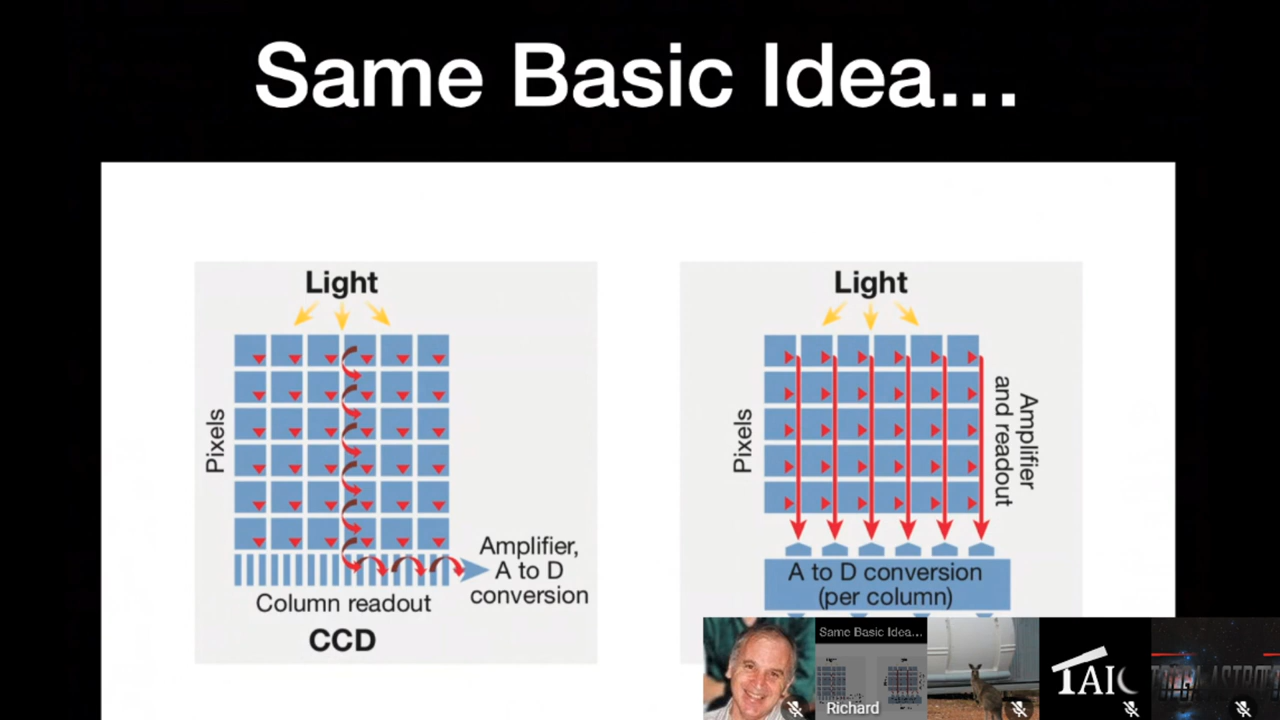 Same Basic Idea...
Light
Pixels
Amplifier,
A to D
conversion
Column readout
CCD
Light
Pixels
Amplifier
and readout
A to D conversion
(per column)
Same Basic Idea...
Richard
TAIC